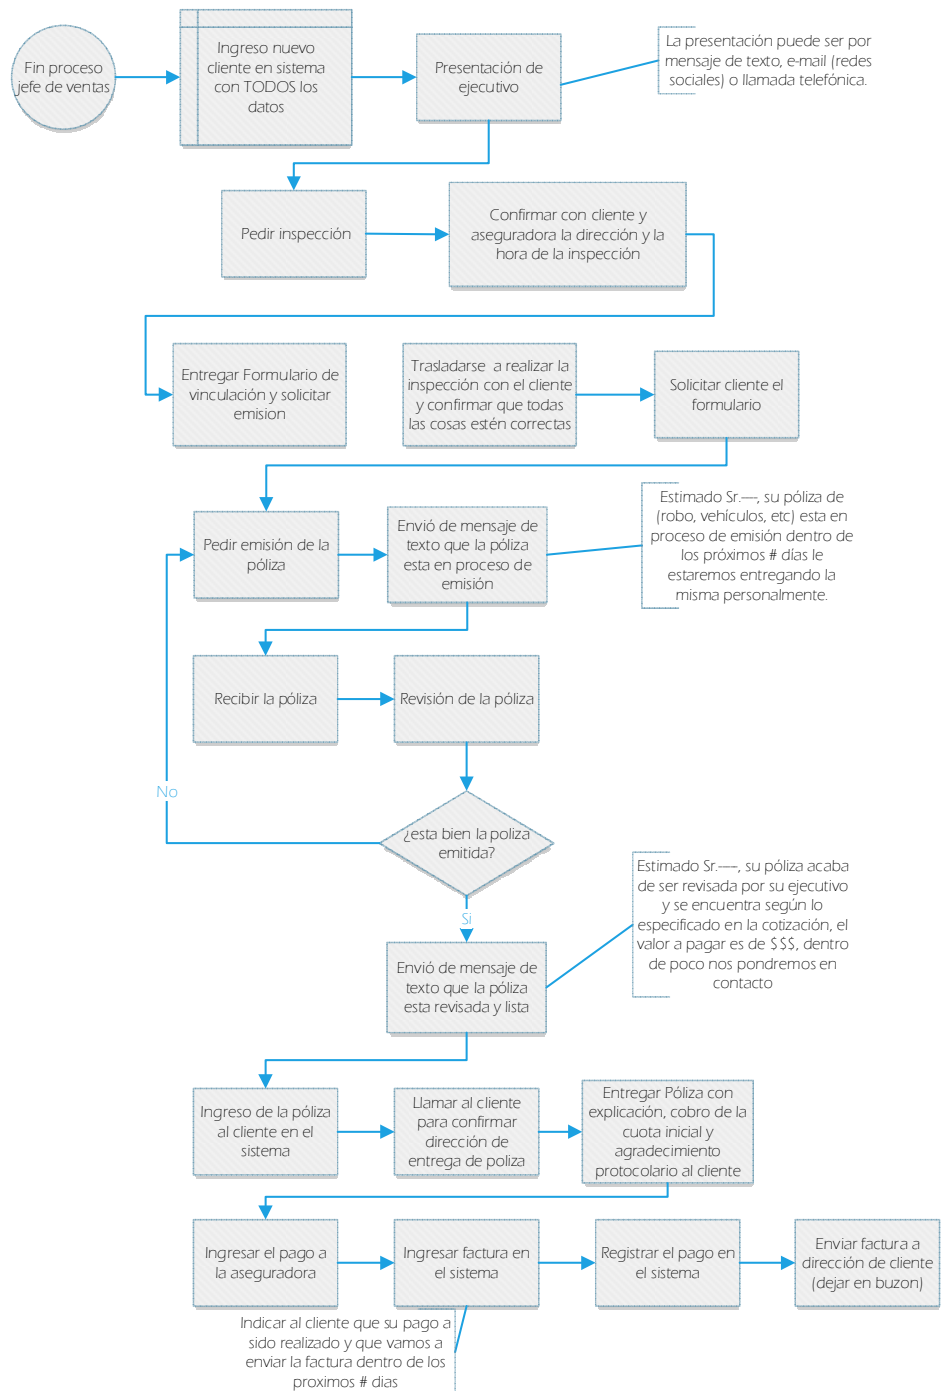 Fin proceso
jefe de ventas
Ingreso nuevo
cliente en sistema
con TODOS los
datos
Presentación de
ejecutivo
La presentación puede ser por
mensaje de texto, e-mail (redes
sociales) o llamada telefónica.
Pedir inspección
Confirmar con cliente y
aseguradora la dirección y la
hora de la inspección
Entregar Formulario de
vinculación y solicitar
emision
Trasladarse a realizar la
inspección con el cliente
y confirmar que todas
las cosas estén correctas
Solicitar cliente el
formulario
Pedir emisión de la
póliza
Envió de mensaje de
texto que la póliza
esta en proceso de
emisión
Estimado Sr.----, su póliza de
(robo, vehículos, etc) esta en
proceso de emisión dentro de
los próximos # días le
estaremos entregando la
misma personalmente.
Recibir la póliza
Revisión de la póliza
No
¿esta bien la poliza
emitida?
Si
Estimado Sr.----, su póliza acaba
de ser revisada por su ejecutivo
y se encuentra según lo
especificado en la cotización, el
valor a pagar es de $$$, dentro
de poco nos pondremos en
contacto
Envió de mensaje de
texto que la póliza
esta revisada y lista
Ingreso de la póliza
al cliente en el
sistema
Llamar al cliente
para confirmar
dirección de
entrega de poliza
Entregar Póliza con
explicación, cobro de la
cuota inicial y
agradecimiento
protocolario al cliente
Ingresar el pago a
la aseguradora
Ingresar factura en
el sistema
Registrar el pago en
el sistema
Enviar factura a
dirección de cliente
(dejar en buzon)
Indicar al cliente que su pago a
sido realizado y que vamos a
enviar la factura dentro de los
proximos # dias